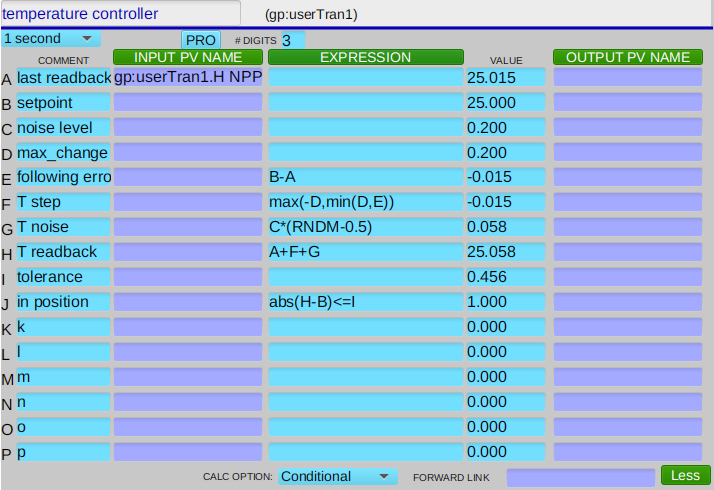 temperature controller (gp:userTran1)
1 second PRO # DIGITS 3
COMMENT INPUT PV NAME EXPRESSION VALUE OUTPUT PV NAME
A last readback gp:userTran1.H NPP 25.015
B setpoint 25.000
C noise level 0.200
D max_change 0.200
E following erro B-A -0.015
F T step max(-D,min(D,E)) -0.015
G T noise C*(RNDM-0.5) 0.058
H T readback A+F+G 25.058
I tolerance 0.456
J in position abs(H-B)<=I 1.000
K k 0.000
L l 0.000
M m 0.000
N n 0.000
O o 0.000
P p 0.000
CALC OPTION: Conditional FORWARD LINK Less